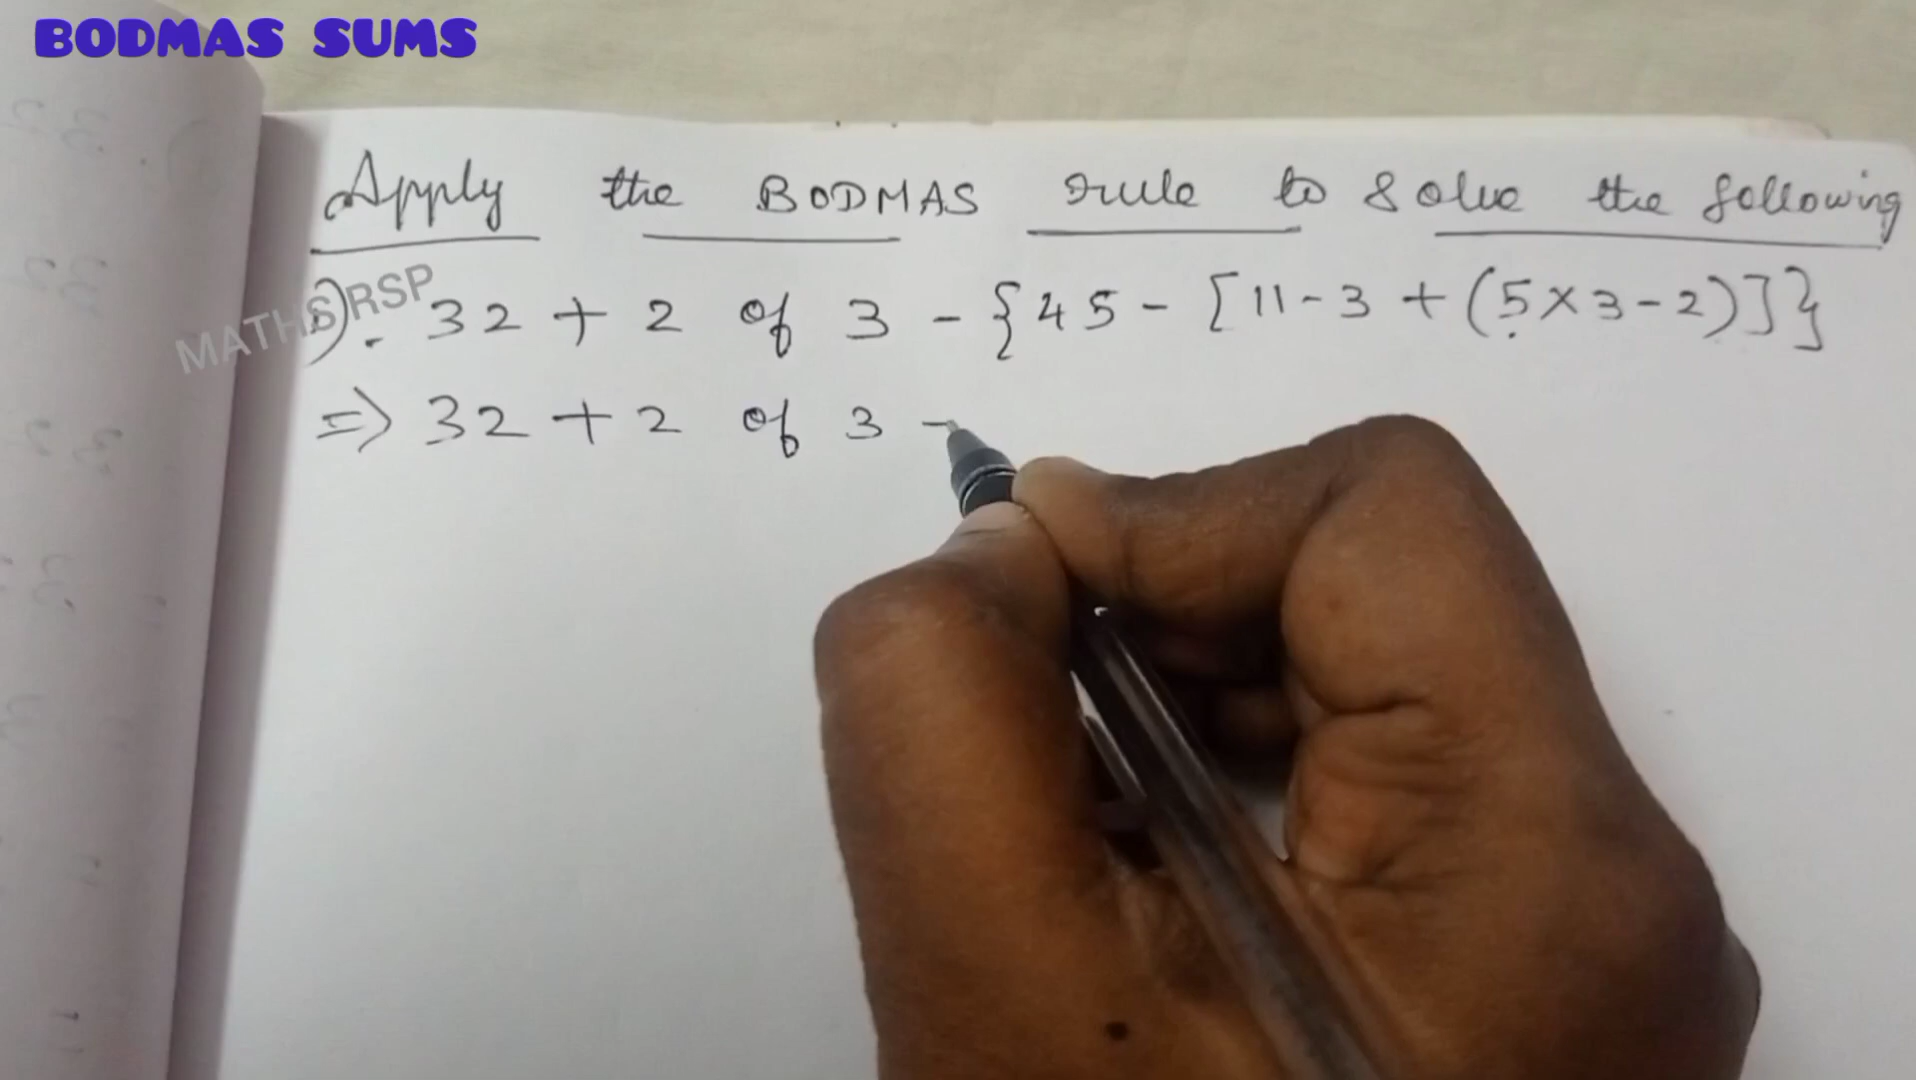 BODMAS SUMS
Apply the BODMAS rule to solve the following
MATHS RSP
32 + 2 of 3 - {45 - [11 - 3 + (5 × 3 - 2)]}
⇒ 32 + 2 of 3 -